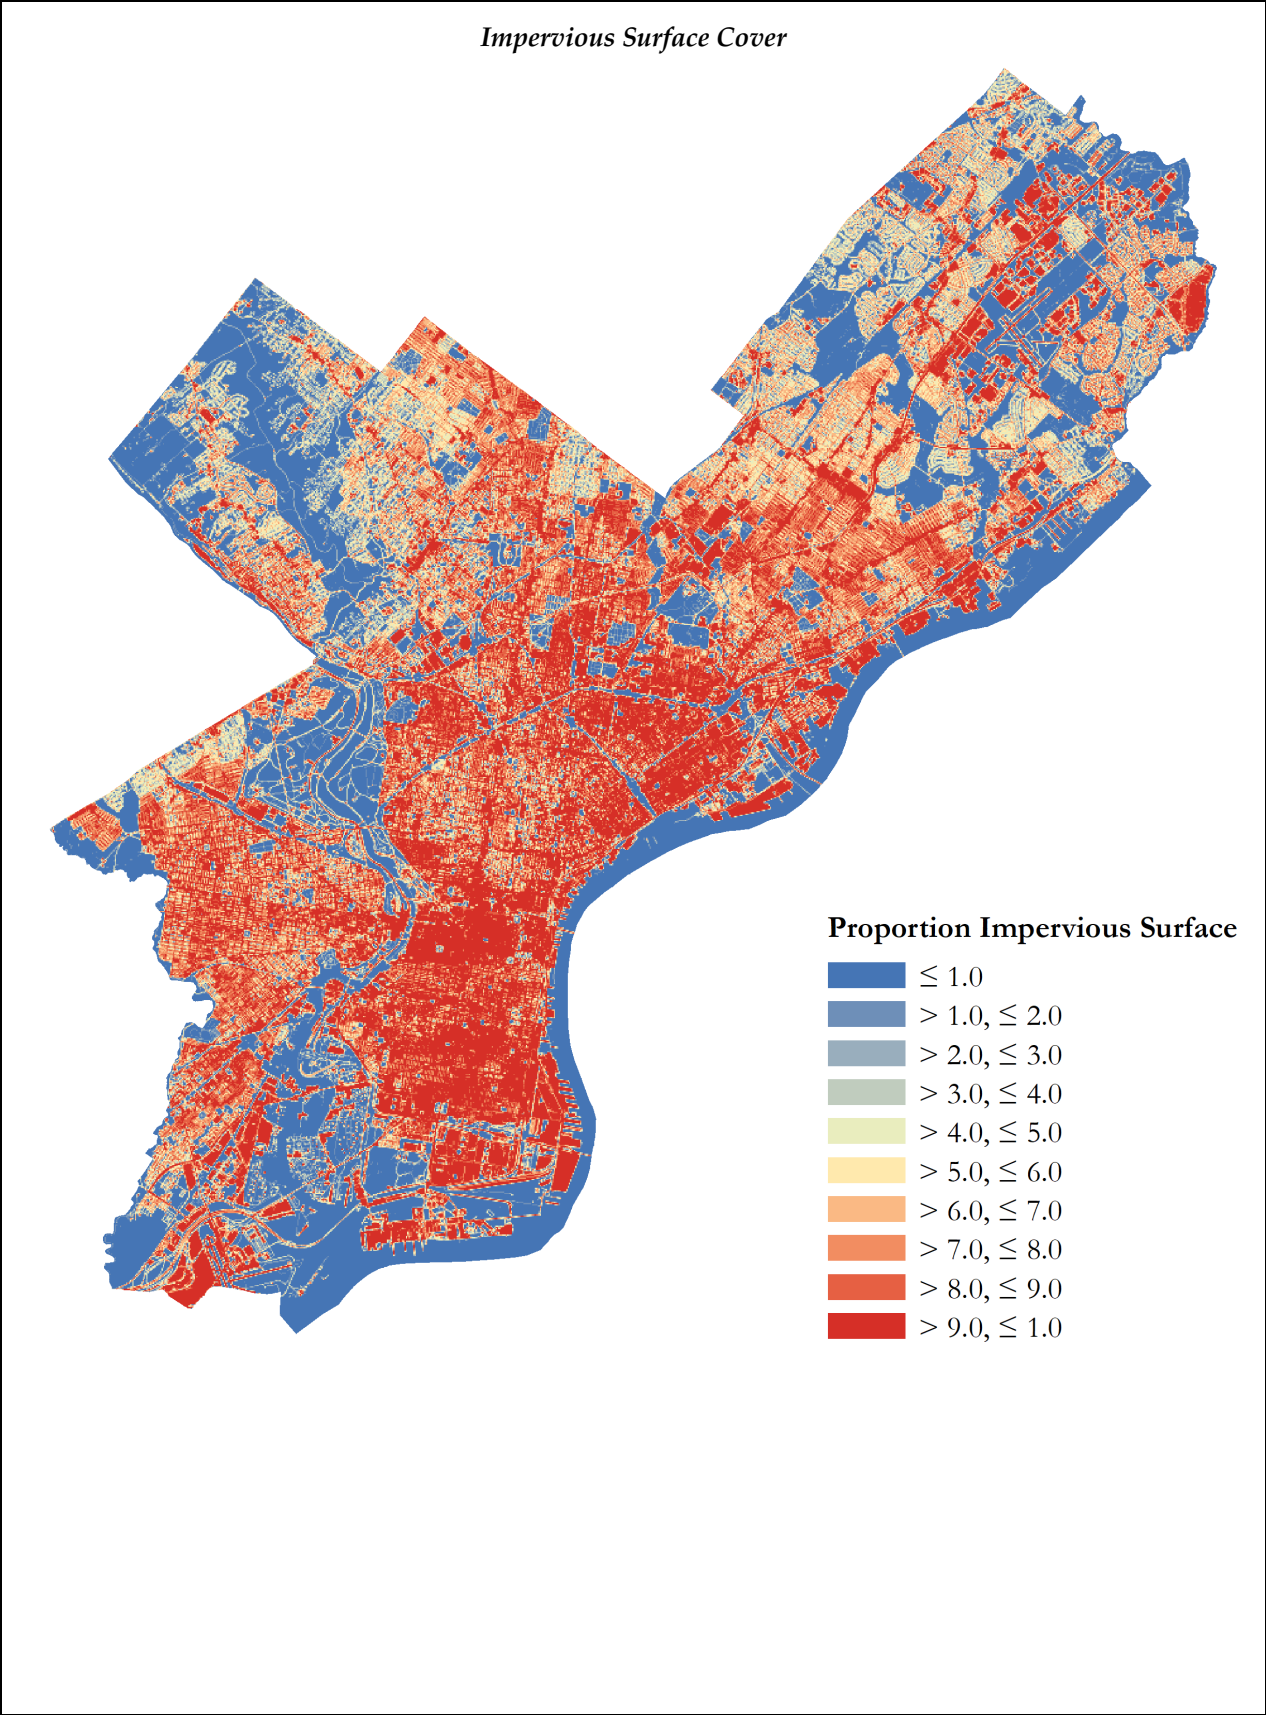 Impervious Surface Cover
Proportion Impervious Surface
≤ 1.0
> 1.0, ≤ 2.0
> 2.0, ≤ 3.0
> 3.0, ≤ 4.0
> 4.0, ≤ 5.0
> 5.0, ≤ 6.0
> 6.0, ≤ 7.0
> 7.0, ≤ 8.0
> 8.0, ≤ 9.0
> 9.0, ≤ 1.0